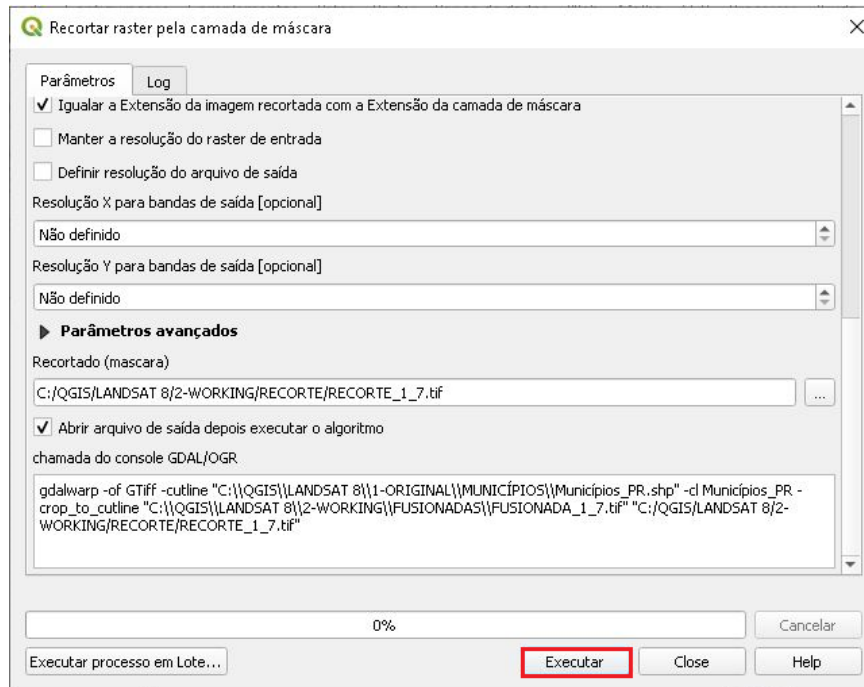 Recortar raster pela camada de máscara
Parâmetros
Log
Igualar a Extensão da imagem recortada com a Extensão da camada de máscara
Manter a resolução do raster de entrada
Definir resolução do arquivo de saída
Resolução X para bandas de saída [opcional]
Não definido
Resolução Y para bandas de saída [opcional]
Não definido
Parâmetros avançados
Recortado (mascara)
C:/QGIS/LANDSAT 8/2-WORKING/RECORTE/RECORTE_1_7.tif
...
Abrir arquivo de saída depois executar o algoritmo
chamada do console GDAL/OGR
gdalwarp -of GTiff -cutline "C:\\QGIS\\LANDSAT 8\\1-ORIGINAL\\MUNICÍPIOS\\Municípios_PR.shp" -cl Municípios_PR -
crop_to_cutline "C:\\QGIS\\LANDSAT 8\\2-WORKING\\FUSIONADAS\\FUSIONADA_1_7.tif" "C:/QGIS/LANDSAT 8/2-
WORKING/RECORTE/RECORTE_1_7.tif"
0%
Cancelar
Executar processo em Lote...
Executar
Close
Help